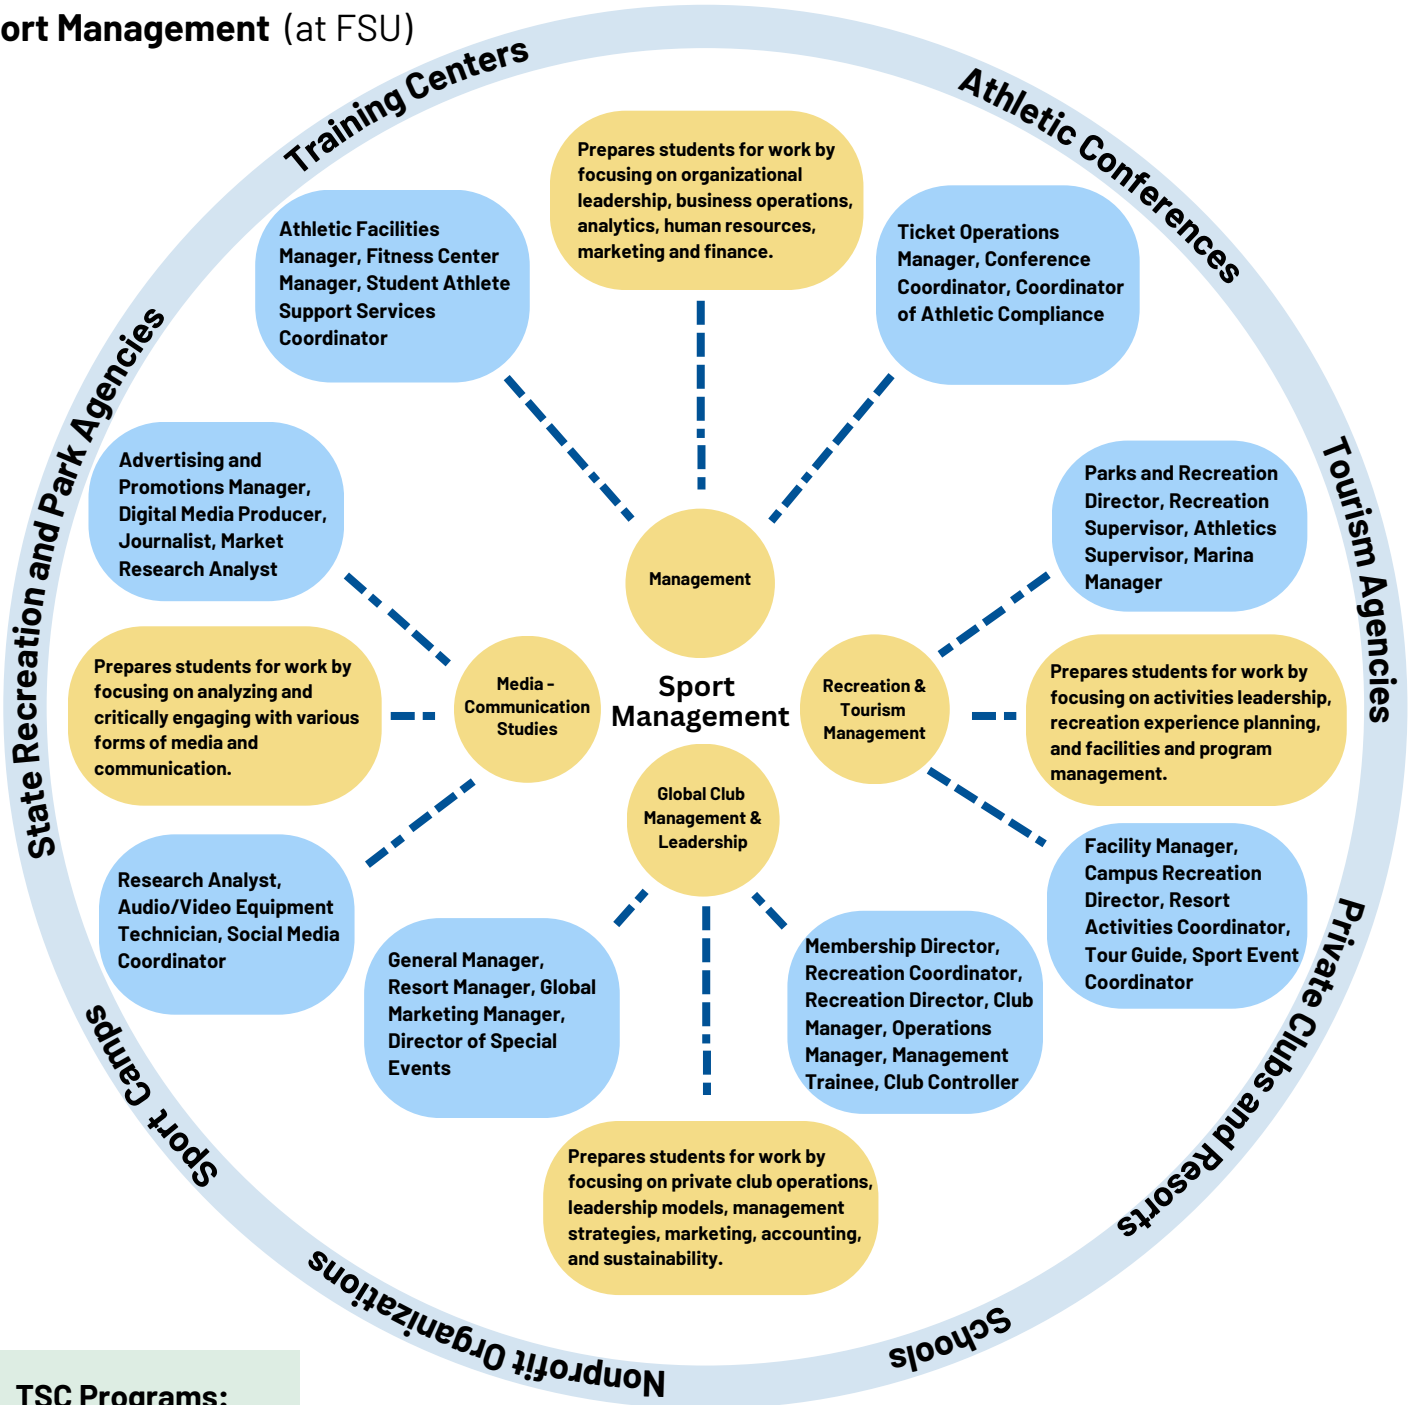 ort Management (at FSU)
Training Centers
Athletic Conferences
Tourism Agencies
Private Clubs and Resorts
Schools
Nonprofit Organizations
Sport Camps
State Recreation and Park Agencies
Prepares students for work by
focusing on organizational
leadership, business operations,
analytics, human resources,
marketing and finance.
Athletic Facilities
Manager, Fitness Center
Manager, Student Athlete
Support Services
Coordinator
Ticket Operations
Manager, Conference
Coordinator, Coordinator
of Athletic Compliance
Management
Advertising and
Promotions Manager,
Digital Media Producer,
Journalist, Market
Research Analyst
Prepares students for work by
focusing on analyzing and
critically engaging with various
forms of media and
communication.
Research Analyst,
Audio/Video Equipment
Technician, Social Media
Coordinator
Media -
Communication
Studies
Sport
Management
Recreation &
Tourism
Management
Parks and Recreation
Director, Recreation
Supervisor, Athletics
Supervisor, Marina
Manager
Prepares students for work by
focusing on activities leadership,
recreation experience planning,
and facilities and program
management.
Facility Manager,
Campus Recreation
Director, Resort
Activities Coordinator,
Tour Guide, Sport Event
Coordinator
Global Club
Management &
Leadership
General Manager,
Resort Manager, Global
Marketing Manager,
Director of Special
Events
Membership Director,
Recreation Coordinator,
Recreation Director, Club
Manager, Operations
Manager, Management
Trainee, Club Controller
Prepares students for work by
focusing on private club operations,
leadership models, management
strategies, marketing, accounting,
and sustainability.
TSC Programs: